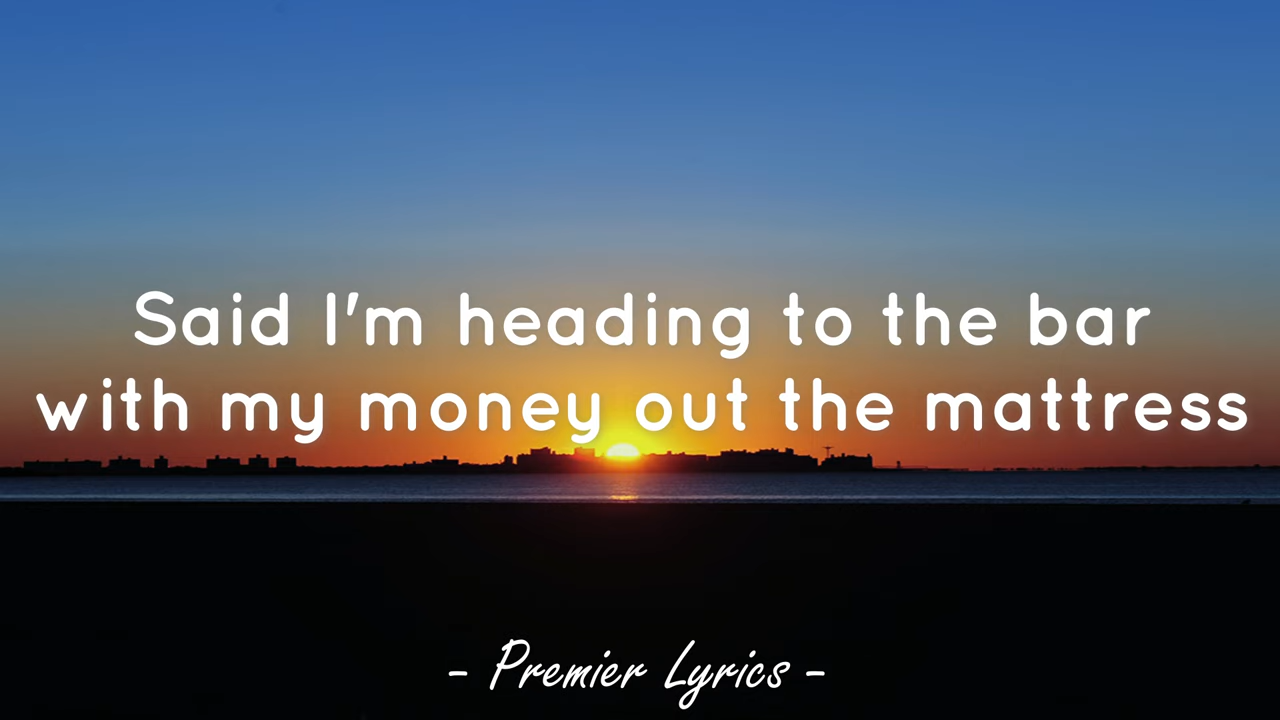 Said I'm heading to the bar
with my money out the mattress
- Premier Lyrics -